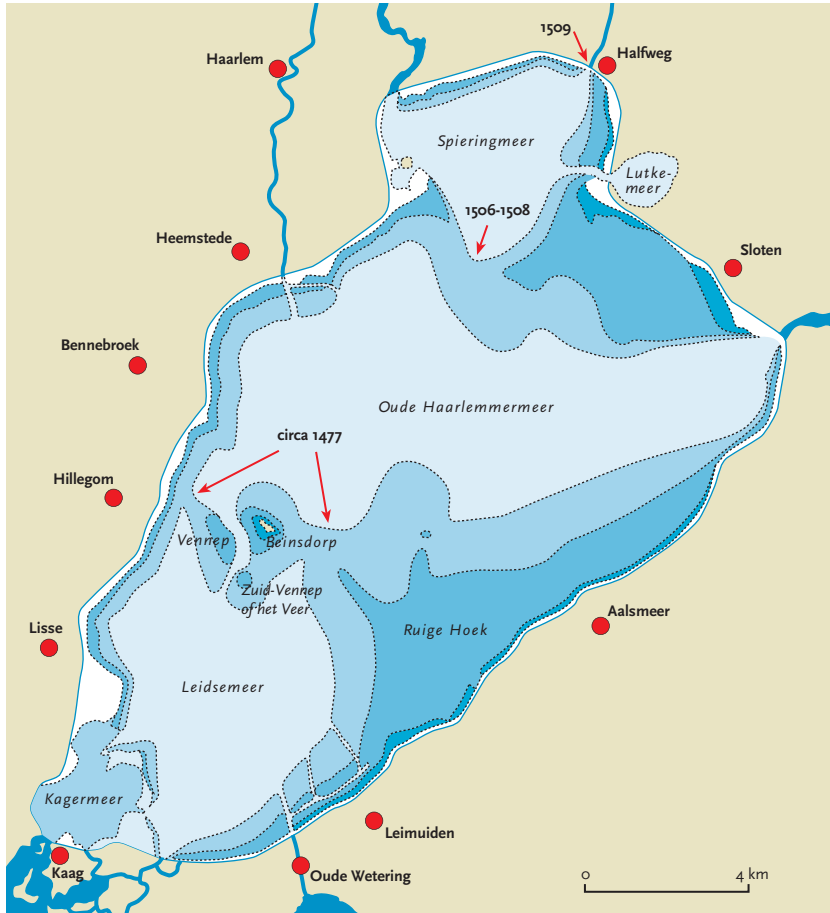 1509
Halfweg
Haarlem
Spieringmeer
Lutke-
meer
1506-1508
Heemstede
Sloten
Bennebroek
Oude Haarlemmermeer
circa 1477
Hillegom
Vennep
Beinsdorp
Zuid-Vennep
of het Veer
Aalsmeer
Lisse
Ruige Hoek
Leidsemeer
Kagermeer
Leimuiden
Kaag
Oude Wetering
0
4 km